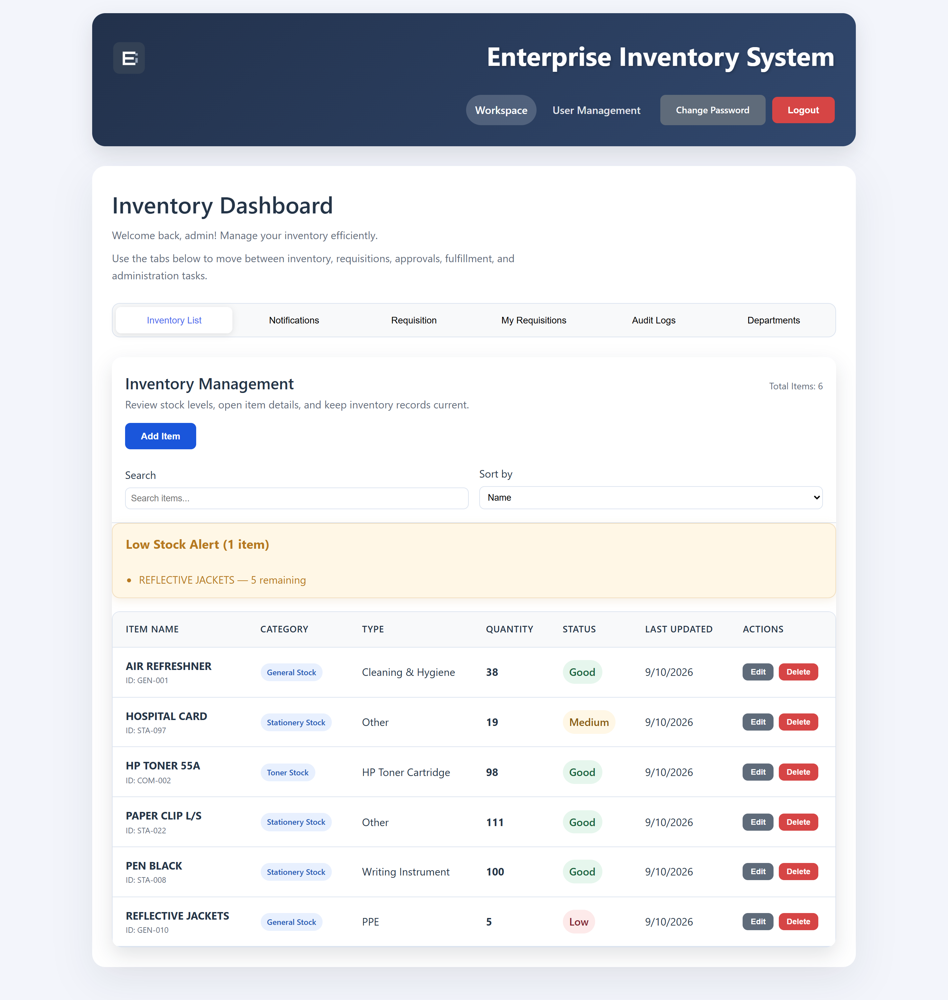 Enterprise Inventory System
Workspace User Management Change Password Logout
Inventory Dashboard
Welcome back, admin! Manage your inventory efficiently.
Use the tabs below to move between inventory, requisitions, approvals, fulfillment, and
administration tasks.
Inventory List Notifications Requisition My Requisitions Audit Logs Departments
Inventory Management Total Items: 6
Review stock levels, open item details, and keep inventory records current.
Add Item
Search Sort by
Search items... Name
Low Stock Alert (1 item)
• REFLECTIVE JACKETS — 5 remaining
ITEM NAME CATEGORY TYPE QUANTITY STATUS LAST UPDATED ACTIONS
AIR REFRESHNER General Stock Cleaning & Hygiene 38 Good 9/10/2026 Edit Delete
ID: GEN-001
HOSPITAL CARD Stationery Stock Other 19 Medium 9/10/2026 Edit Delete
ID: STA-097
HP TONER 55A Toner Stock HP Toner Cartridge 98 Good 9/10/2026 Edit Delete
ID: COM-002
PAPER CLIP L/S Stationery Stock Other 111 Good 9/10/2026 Edit Delete
ID: STA-022
PEN BLACK Stationery Stock Writing Instrument 100 Good 9/10/2026 Edit Delete
ID: STA-008
REFLECTIVE JACKETS General Stock PPE 5 Low 9/10/2026 Edit Delete
ID: GEN-010